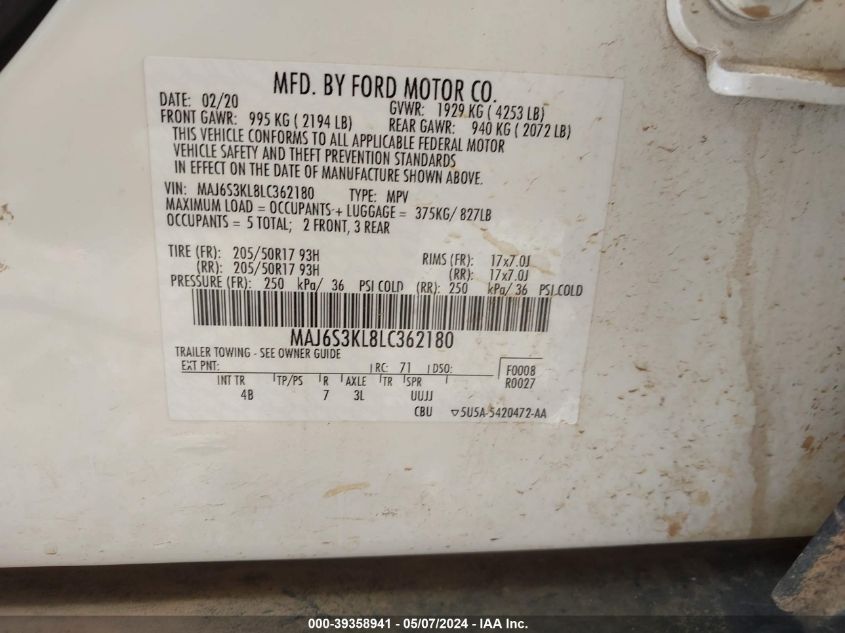 MFD. BY FORD MOTOR CO.
DATE: 02/20 GVWR: 1929 KG ( 4253 LB)
FRONT GAWR: 995 KG ( 2194 LB) REAR GAWR: 940 KG ( 2072 LB)
THIS VEHICLE CONFORMS TO ALL APPLICABLE FEDERAL MOTOR
VEHICLE SAFETY AND THEFT PREVENTION STANDARDS
IN EFFECT ON THE DATE OF MANUFACTURE SHOWN ABOVE.
VIN: MAJ6S3KL8LC362180 TYPE: MPV
MAXIMUM LOAD = OCCUPANTS + LUGGAGE = 375KG/ 827LB
OCCUPANTS = 5 TOTAL; 2 FRONT, 3 REAR
TIRE (FR): 205/50R17 93H RIMS (FR): 17x7.0J
(RR): 205/50R17 93H (RR): 17x7.0J
PRESSURE (FR): 250 kPa/ 36 PSI COLD (RR): 250 kPa/ 36 PSI COLD
MAJ6S3KL8LC362180
TRAILER TOWING - SEE OWNER GUIDE
EXT PNT: RC: 71 DSO: F0008
R0027
INT TR TP/PS R AXLE TR SPR
4B 7 3L UUJJ
CBU ▽5U5A-5420472-AA
000-39358941 - 05/07/2024 - IAA Inc.